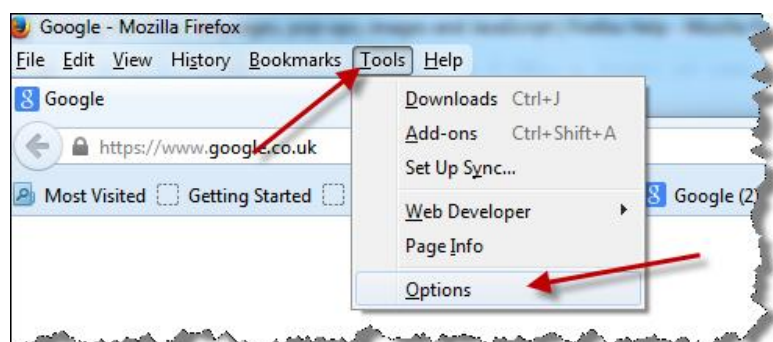 Google - Mozilla Firefox
File Edit View History Bookmarks Tools Help
Google
Downloads Ctrl+J
https://www.google.co.uk
Add-ons Ctrl+Shift+A
Set Up Sync...
Most Visited Getting Started
Google (2)
Web Developer
Page Info
Options